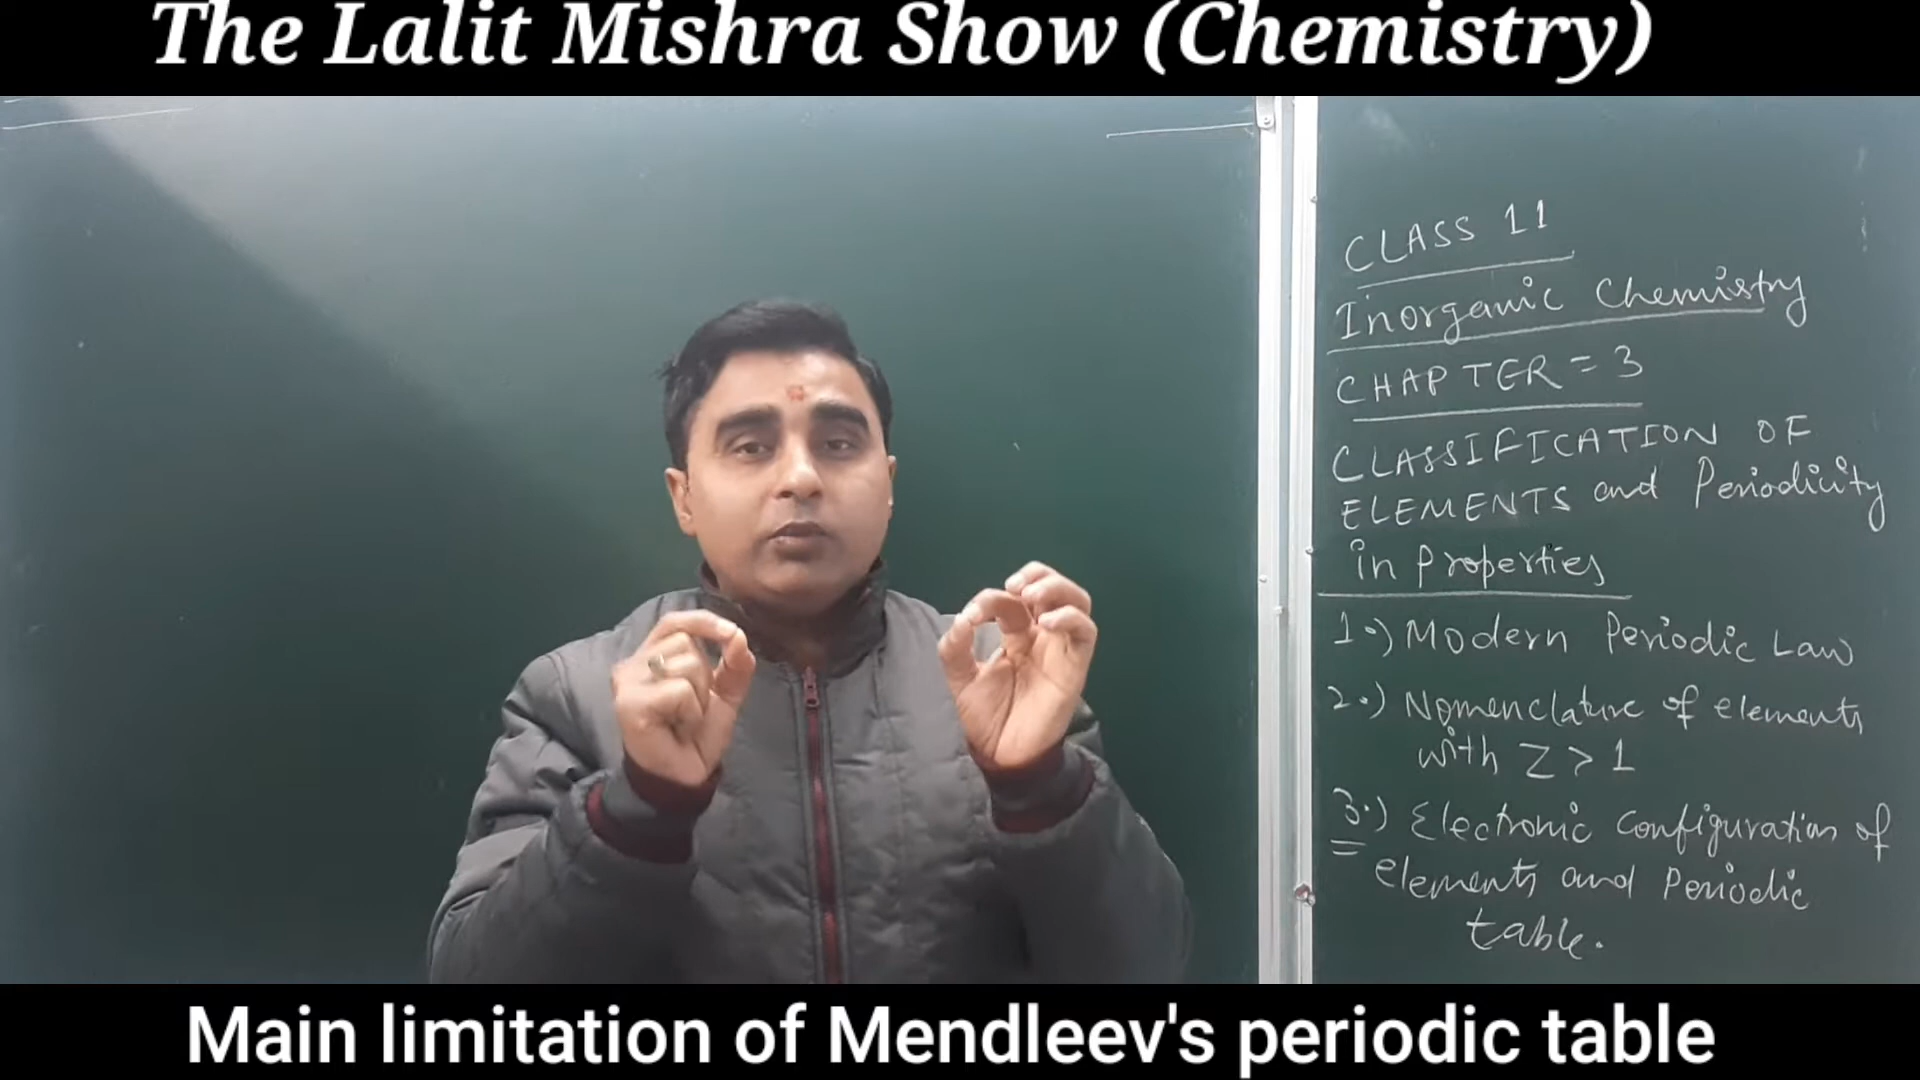 The Lalit Mishra Show (Chemistry)
CLASS 11
Inorganic Chemistry
CHAPTER = 3
CLASSIFICATION OF
ELEMENTS and Periodicity
in Properties
1.) Modern Periodic Law
2.) Nomenclature of elements
with Z > 1
3.) Electronic Configuration of
elements and Periodic
table.
Main limitation of Mendleev's periodic table